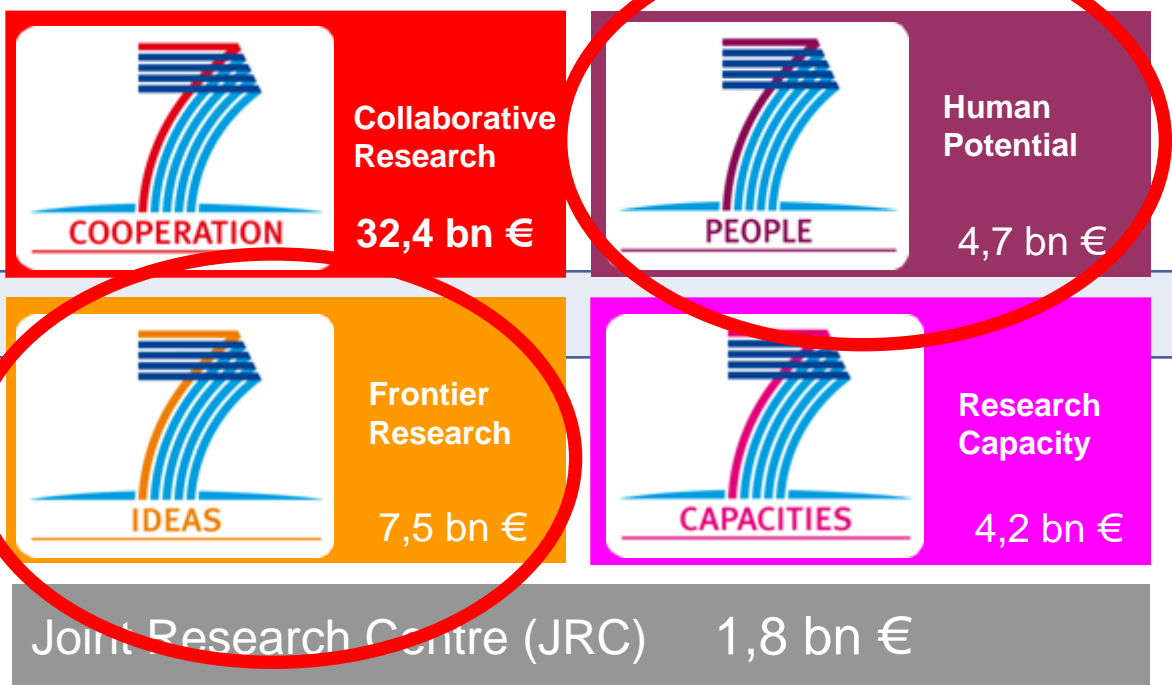 Collaborative
Research
COOPERATION
32,4 bn €
Human
Potential
PEOPLE
4,7 bn €
Frontier
Research
IDEAS
7,5 bn €
Research
Capacity
CAPACITIES
4,2 bn €
Joint Research Centre (JRC) 1,8 bn €